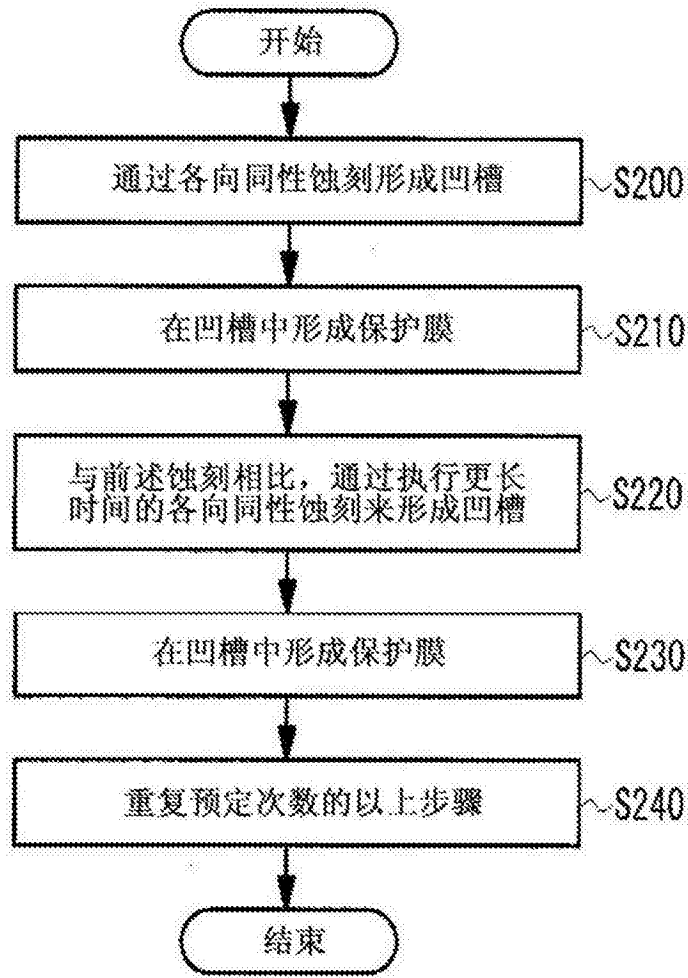 开始
通过各向同性蚀刻形成凹槽
S200
在凹槽中形成保护膜
S210
与前述蚀刻相比，通过执行更长
时间的各向同性蚀刻来形成凹槽
S220
在凹槽中形成保护膜
S230
重复预定次数的以上步骤
S240
结束